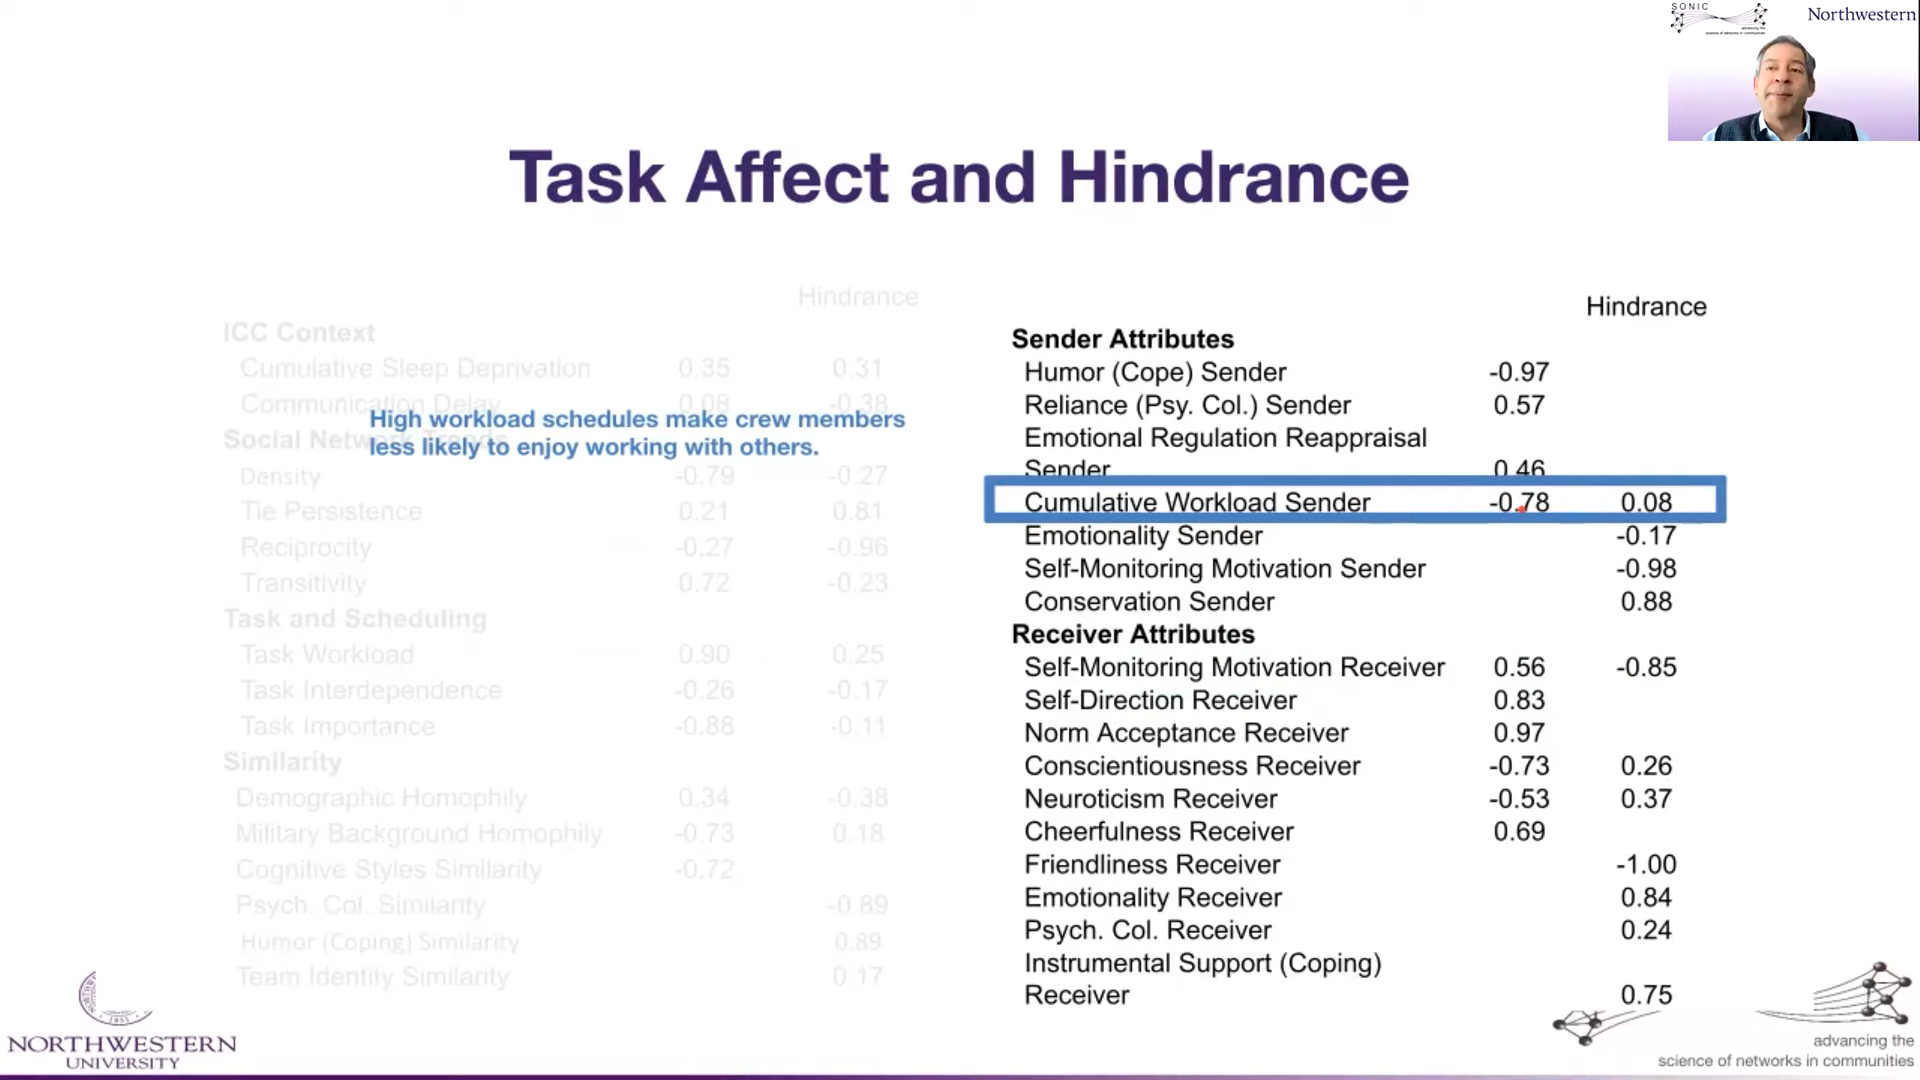 SONIC
Northwestern
Task Affect and Hindrance
Hindrance
ICC Context
Cumulative Sleep Deprivation 0.35 0.31
Communication Delay 0.08 -0.38
High workload schedules make crew members
less likely to enjoy working with others.
Social Network Trends
Density -0.79 -0.27
Tie Persistence 0.21 0.81
Reciprocity -0.27 -0.96
Transitivity 0.72 -0.23
Task and Scheduling
Task Workload 0.90 0.25
Task Interdependence -0.26 -0.17
Task Importance -0.88 -0.11
Similarity
Demographic Homophily 0.34 -0.38
Military Background Homophily -0.73 0.18
Cognitive Styles Similarity -0.72
Psych. Col. Similarity -0.89
Humor (Coping) Similarity 0.89
Team Identity Similarity 0.17
Hindrance
Sender Attributes
Humor (Cope) Sender -0.97
Reliance (Psy. Col.) Sender 0.57
Emotional Regulation Reappraisal
Sender 0.46
Cumulative Workload Sender -0.78 0.08
Emotionality Sender -0.17
Self-Monitoring Motivation Sender -0.98
Conservation Sender 0.88
Receiver Attributes
Self-Monitoring Motivation Receiver 0.56 -0.85
Self-Direction Receiver 0.83
Norm Acceptance Receiver 0.97
Conscientiousness Receiver -0.73 0.26
Neuroticism Receiver -0.53 0.37
Cheerfulness Receiver 0.69
Friendliness Receiver -1.00
Emotionality Receiver 0.84
Psych. Col. Receiver 0.24
Instrumental Support (Coping)
Receiver 0.75
NORTHWESTERN
UNIVERSITY
advancing the
science of networks in communities